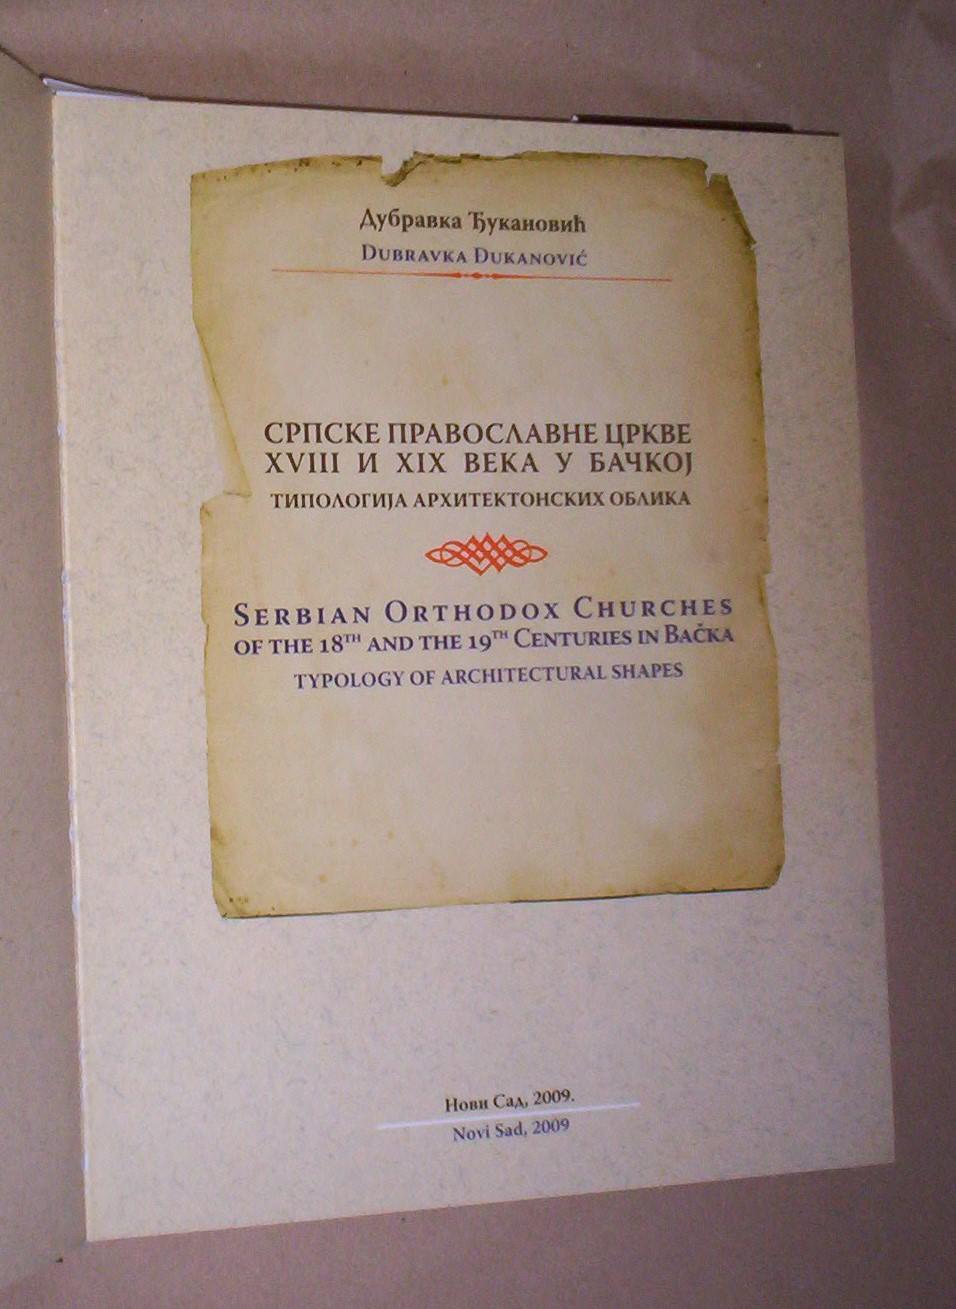 Дубравка Ђукановић
Dubravka Đukanović
СРПСКЕ ПРАВОСЛАВНЕ ЦРКВЕ
XVIII И XIX ВЕКА У БАЧКОЈ
ТИПОЛОГИЈА АРХИТЕКТОНСКИХ ОБЛИКА
Serbian Orthodox Churches
of the 18th and the 19th Centuries in Bačka
typology of architectural shapes
Нови Сад, 2009.
Novi Sad, 2009